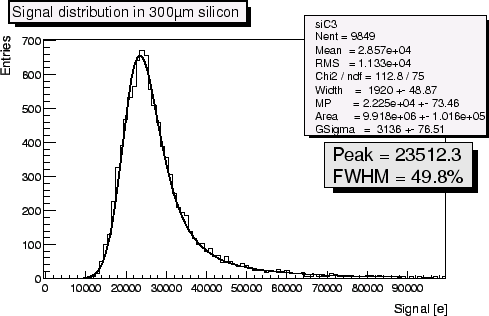 Signal distribution in 300µm silicon
siC3
Nent = 9849
Mean = 2.857e+04
RMS = 1.133e+04
Chi2 / ndf = 112.8 / 75
Width = 1920 +- 48.87
MP = 2.225e+04 +- 73.46
Area = 9.918e+06 +- 1.016e+05
GSigma = 3136 +- 76.51
Peak = 23512.3
FWHM = 49.8%
Entries
700
600
500
400
300
200
100
0
0 10000 20000 30000 40000 50000 60000 70000 80000 90000
Signal [e]